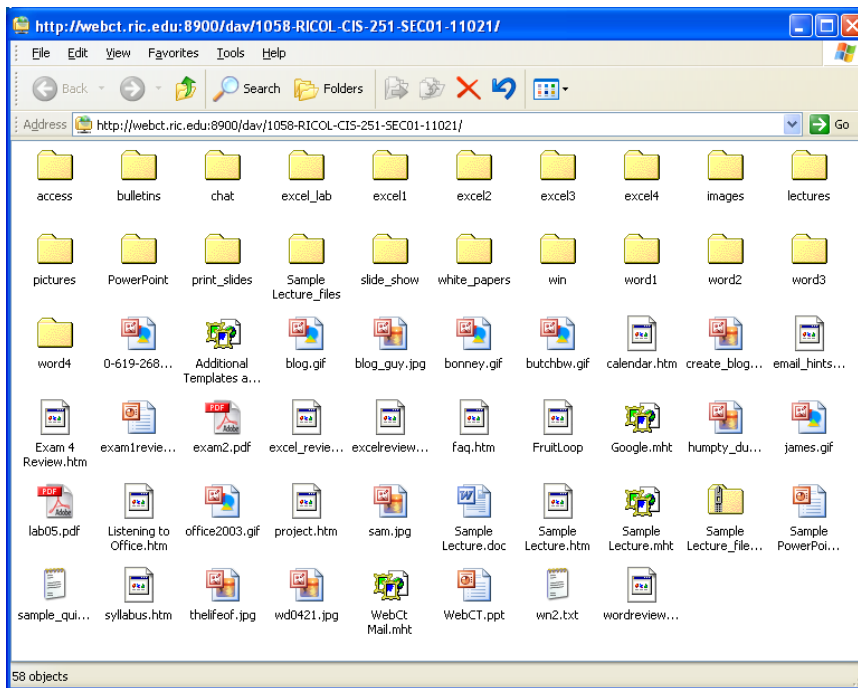 http://webct.ric.edu:8900/dav/1058-RICOL-CIS-251-SEC01-11021/
File Edit View Favorites Tools Help
Back Search Folders
Address http://webct.ric.edu:8900/dav/1058-RICOL-CIS-251-SEC01-11021/ Go
access bulletins chat excel_lab excel1 excel2 excel3 excel4 images lectures
pictures PowerPoint print_slides Sample slide_show white_papers win word1 word2 word3
Lecture_files
word4 0-619-268... Additional blog.gif blog_guy.jpg bonney.gif butchbw.gif calendar.htm create_blog... email_hints...
Templates a...
Exam 4 exam1revie... exam2.pdf excel_revie... excelreview... faq.htm FruitLoop Google.mht humpty_du... james.gif
Review.htm
lab05.pdf Listening to office2003.gif project.htm sam.jpg Sample Sample Sample Sample Sample
Office.htm Lecture.doc Lecture.htm Lecture.mht Lecture_file... PowerPoi...
sample_qui... syllabus.htm thelifeof.jpg wd0421.jpg WebCt WebCT.ppt wn2.txt wordreview...
Mail.mht
58 objects